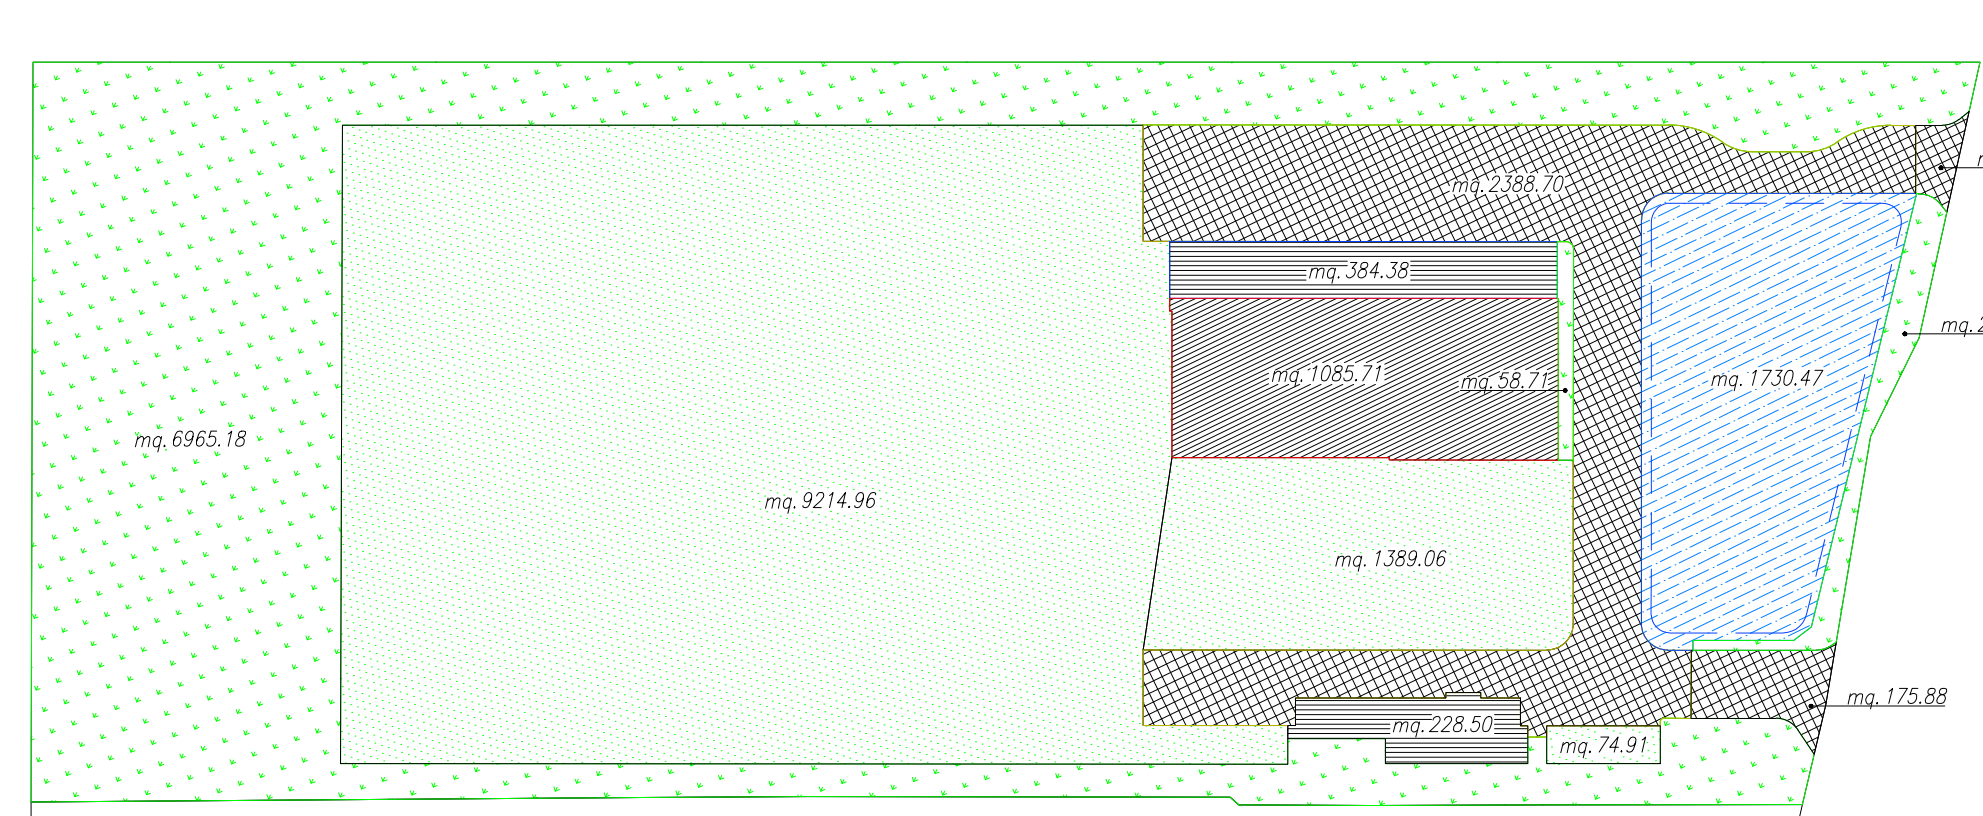 mq. 2388.70
mq. 384.38
mq. 1085.71
mq. 58.71
mq. 1730.47
mq. 6965.18
mq. 9214.96
mq. 1389.06
mq. 175.88
mq. 228.50
mq. 74.91